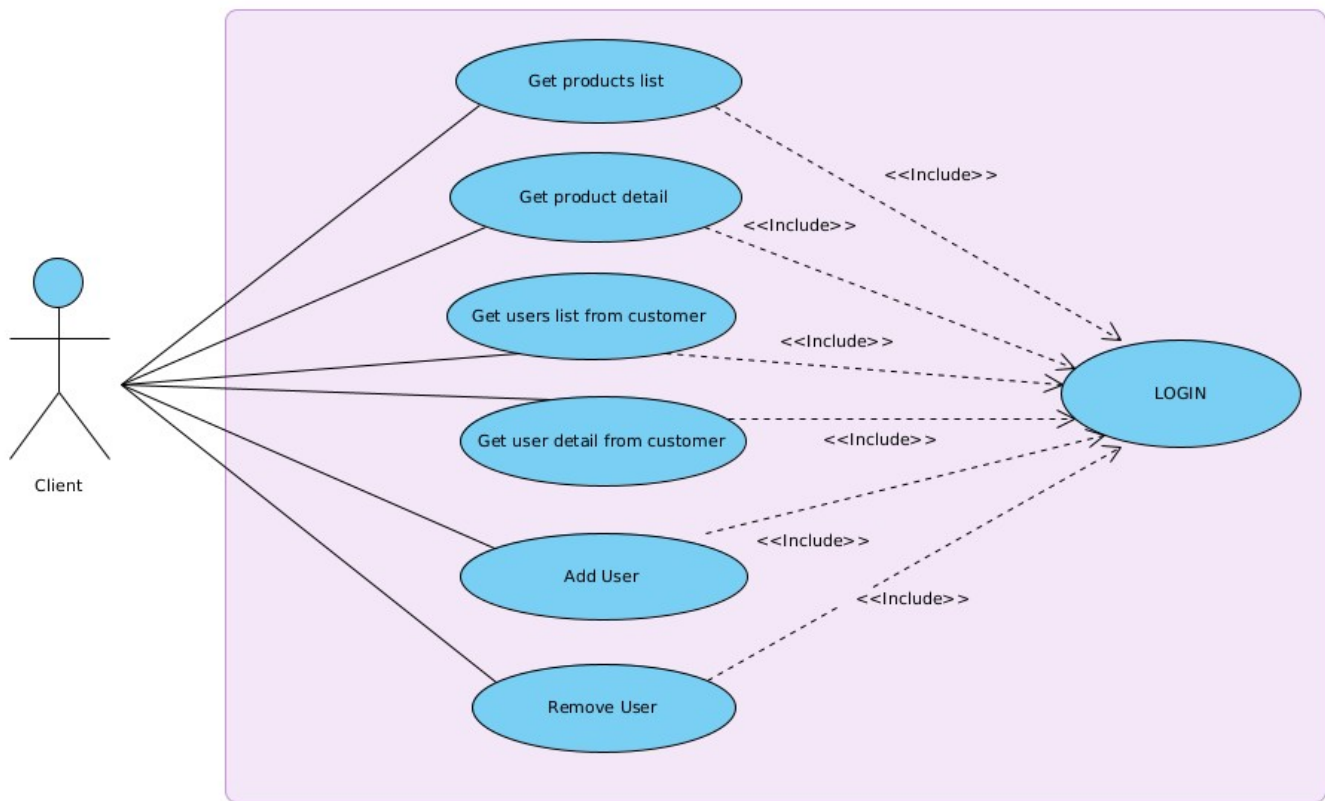 Get products list
<<Include>>
Get product detail
<<Include>>
Get users list from customer
<<Include>>
LOGIN
Get user detail from customer
<<Include>>
Client
<<Include>>
Add User
<<Include>>
Remove User